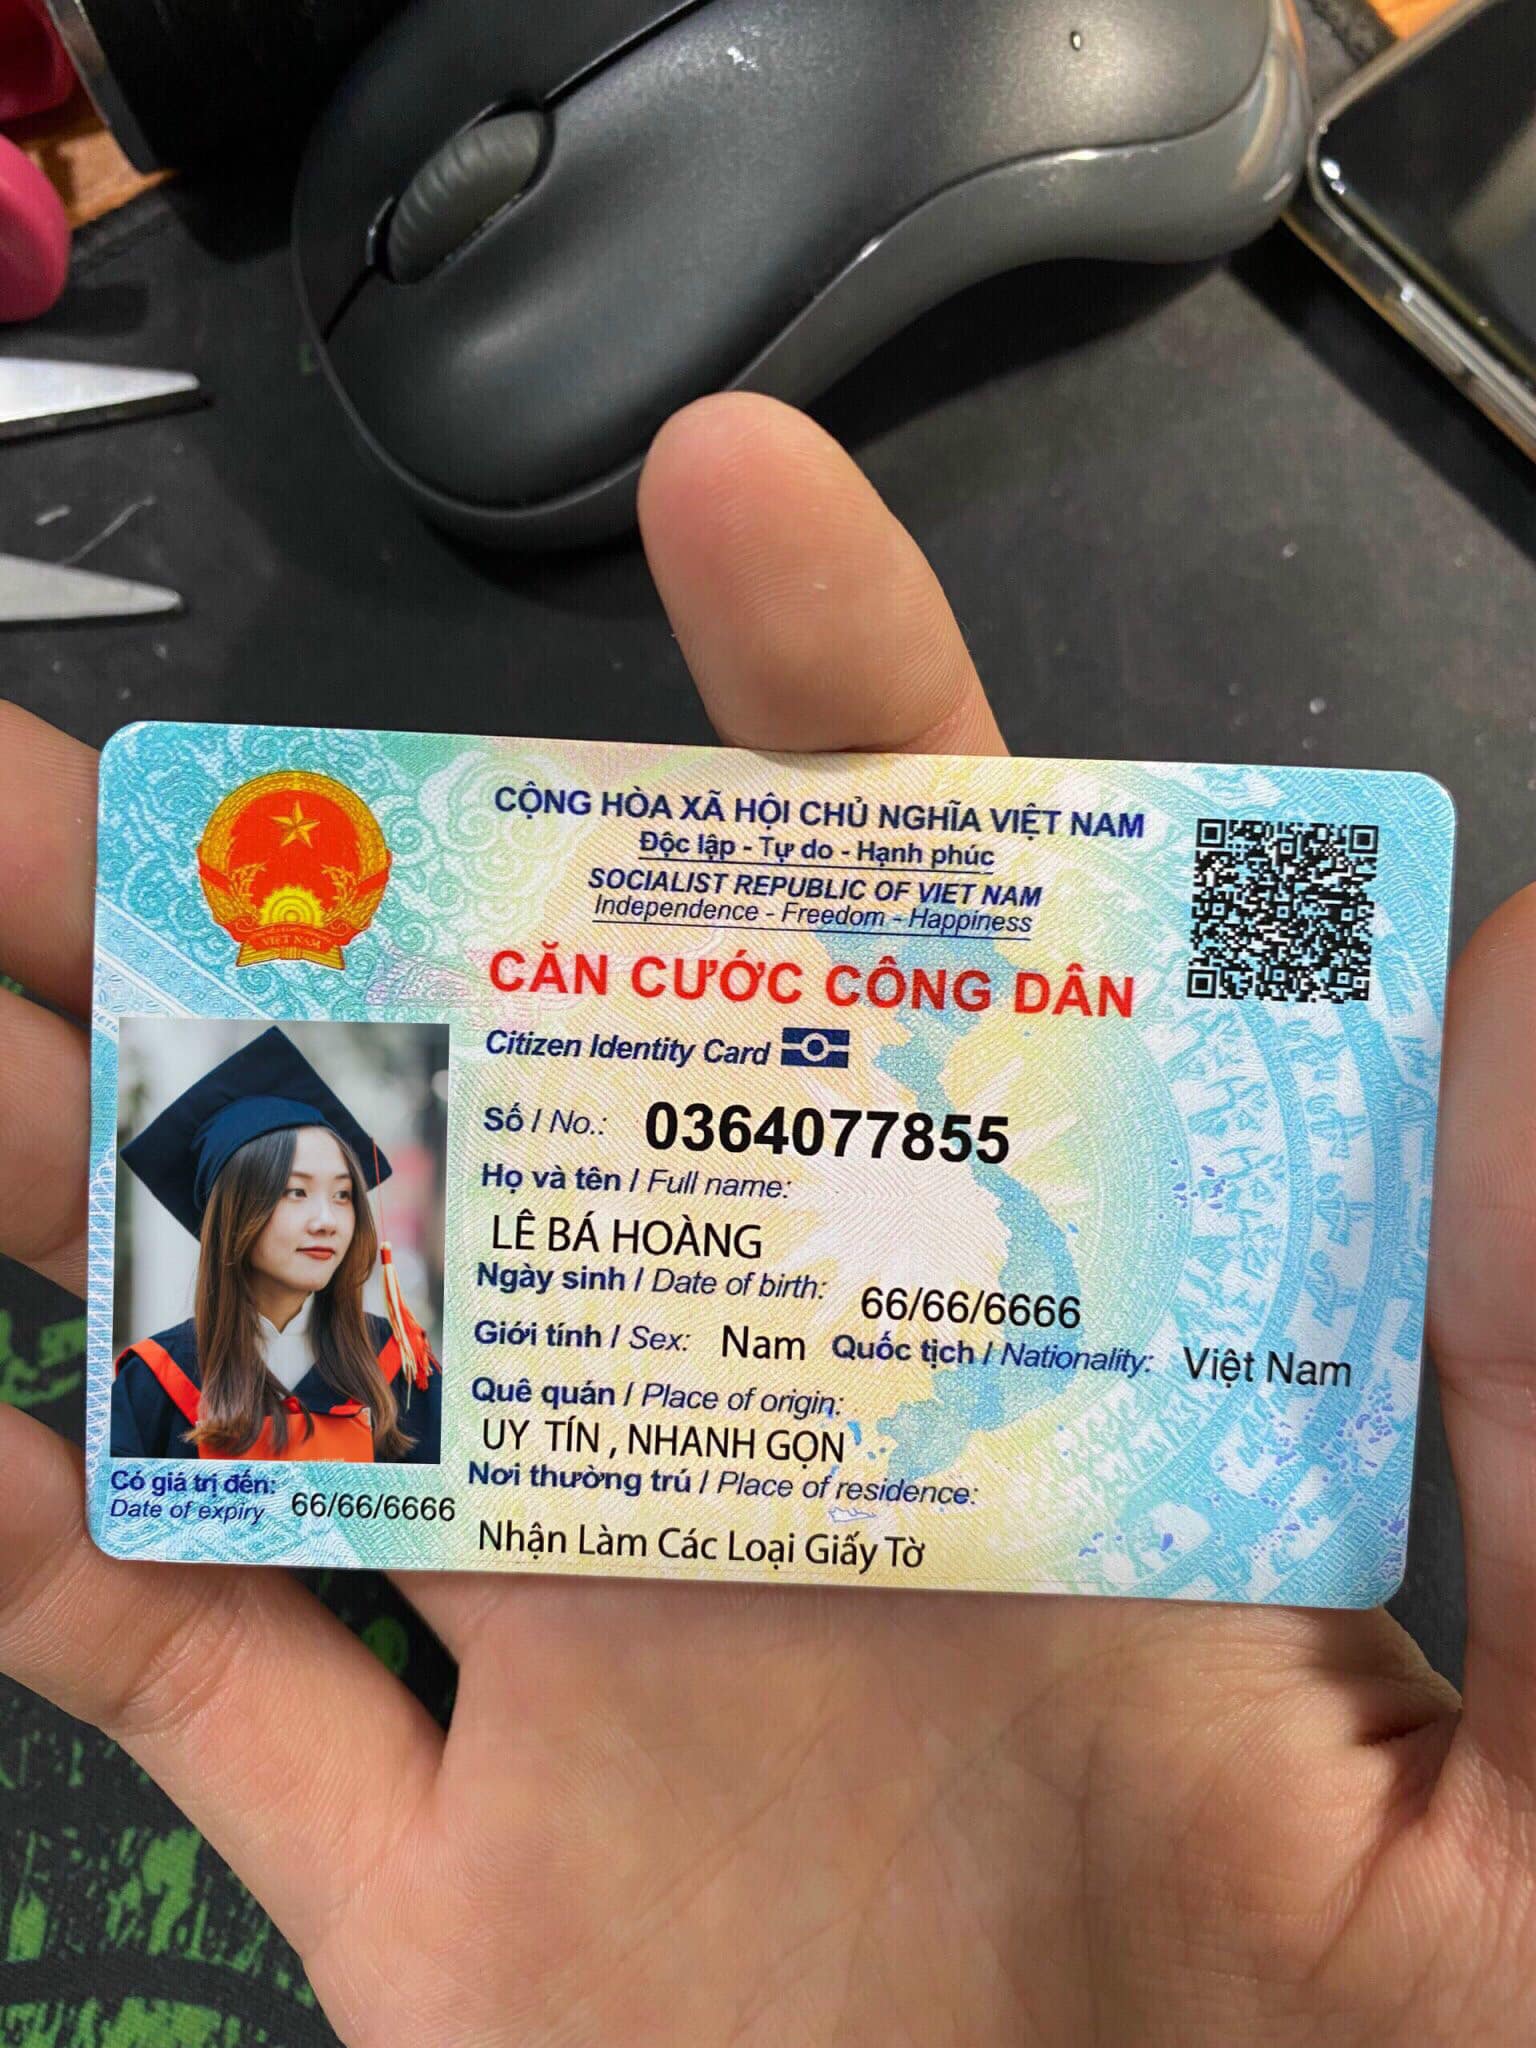 CỘNG HÒA XÃ HỘI CHỦ NGHĨA VIỆT NAM
Độc lập - Tự do - Hạnh phúc
SOCIALIST REPUBLIC OF VIET NAM
Independence - Freedom - Happiness
CĂN CƯỚC CÔNG DÂN
Citizen Identity Card
VIỆT NAM
Số / No.: 0364077855
Họ và tên / Full name:
LÊ BÁ HOÀNG
Ngày sinh / Date of birth: 66/66/6666
Giới tính / Sex: Nam Quốc tịch / Nationality: Việt Nam
Quê quán / Place of origin:
UY TÍN , NHANH GỌN
Nơi thường trú / Place of residence:
Nhận Làm Các Loại Giấy Tờ
Có giá trị đến: 66/66/6666
Date of expiry